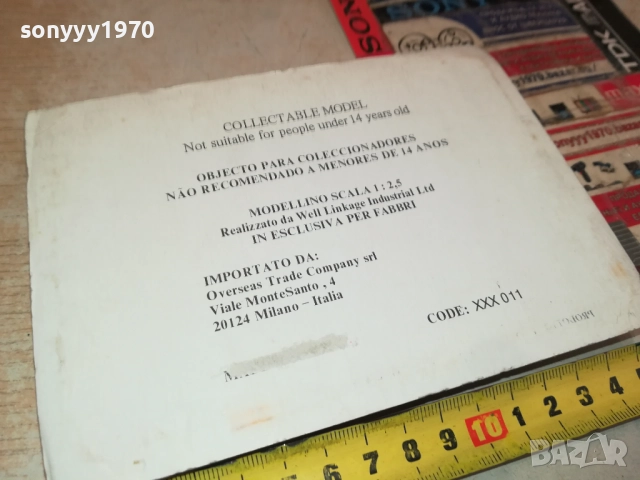 sonyyy1970
COLLECTABLE MODEL
Not suitable for people under 14 years old
OBJECTO PARA COLECCIONADORES
NÃO RECOMENDADO A MENORES DE 14 ANOS
MODELLINO SCALA 1 : 2,5
Realizzato da Well Linkage Industrial Ltd
IN ESCLUSIVA PER FABBRI
IMPORTATO DA:
Overseas Trade Company srl
Viale MonteSanto , 4
20124 Milano – Italia
CODE: XXX 011
SONY
TDK
6 7 8 9 10 1 2 3 4
BAZAR